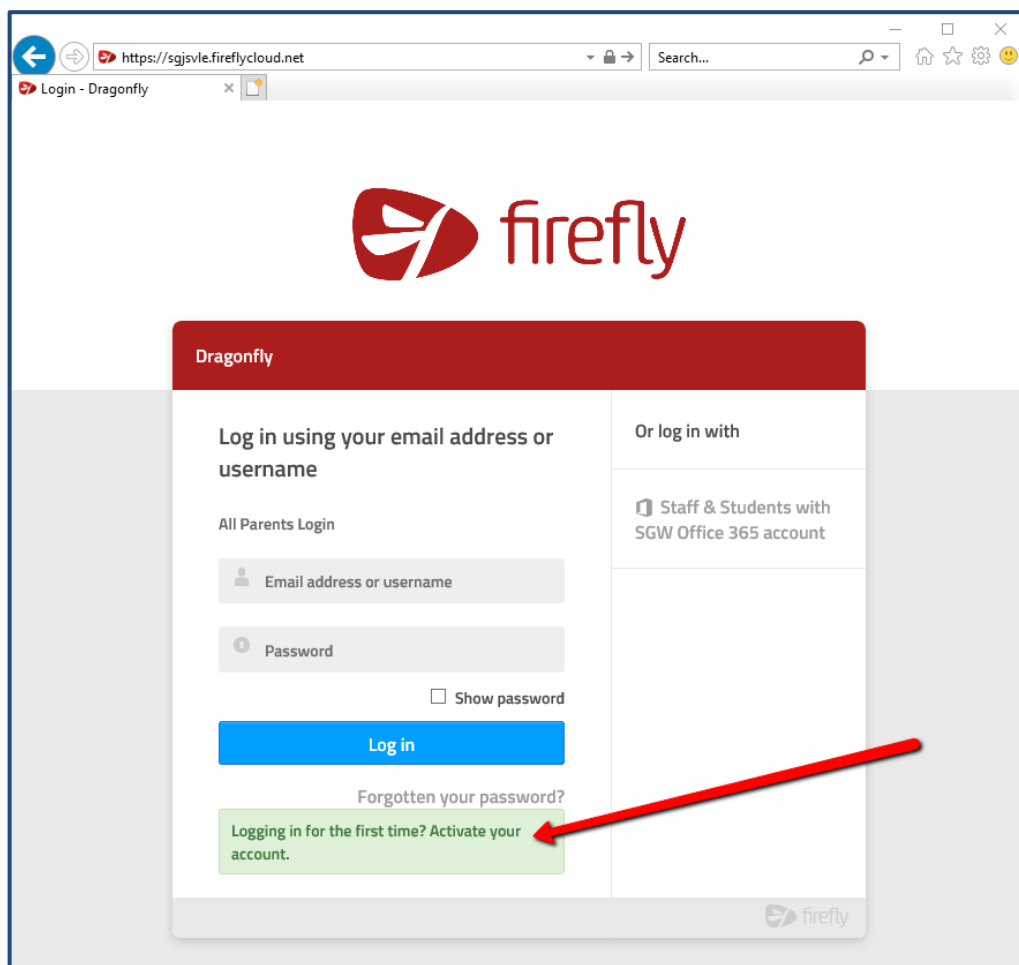 https://sgjsvle.fireflycloud.net
Search...
Login - Dragonfly
firefly
Dragonfly
Log in using your email address or
username
All Parents Login
Email address or username
Password
Show password
Log in
Forgotten your password?
Logging in for the first time? Activate your
account.
Or log in with
Staff & Students with
SGW Office 365 account
firefly